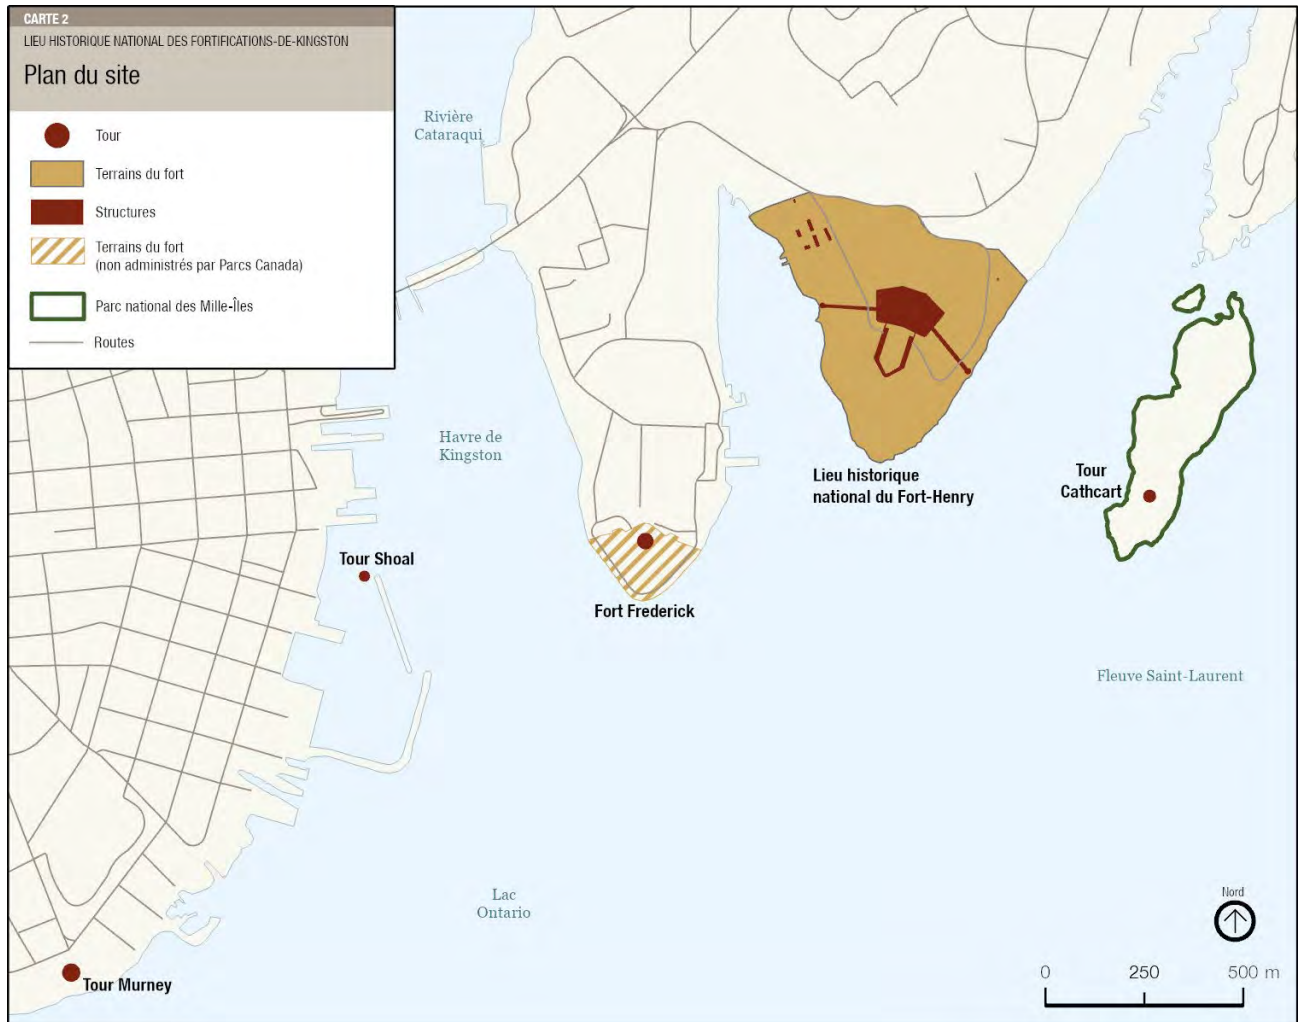 CARTE 2
LIEU HISTORIQUE NATIONAL DES FORTIFICATIONS-DE-KINGSTON
Plan du site
Tour
Terrains du fort
Structures
Terrains du fort
(non administrés par Parcs Canada)
Parc national des Mille-Îles
Routes
Rivière
Cataraqui
Havre de
Kingston
Lieu historique
national du Fort-Henry
Tour
Cathcart
Tour Shoal
Fort Frederick
Fleuve Saint-Laurent
Lac
Ontario
Tour Murney
Nord
0 250 500 m